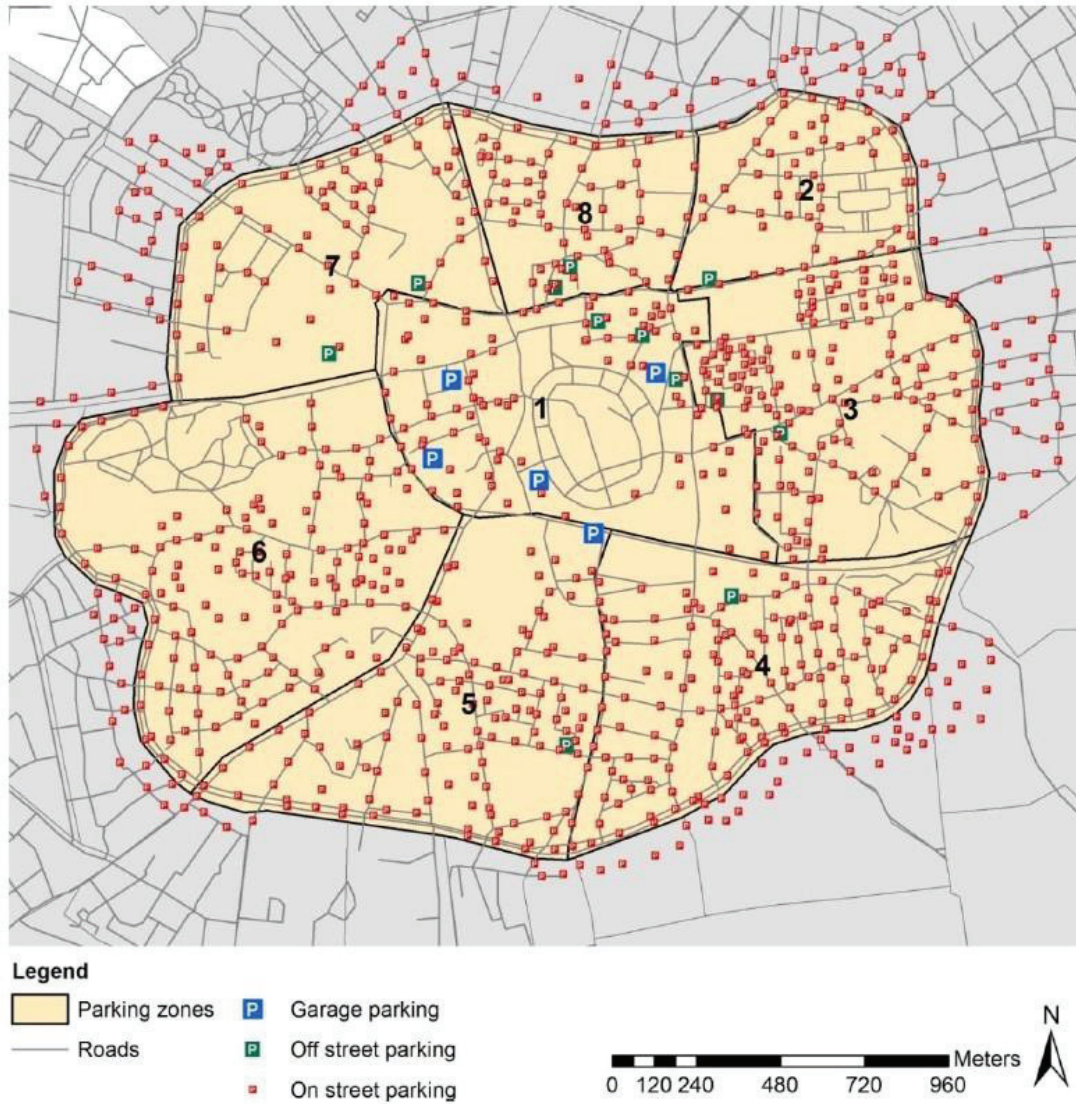 2
8
7
1
3
6
4
5
Legend
Parking zones
Roads
P Garage parking
P Off street parking
P On street parking
N
Meters
0 120 240 480 720 960